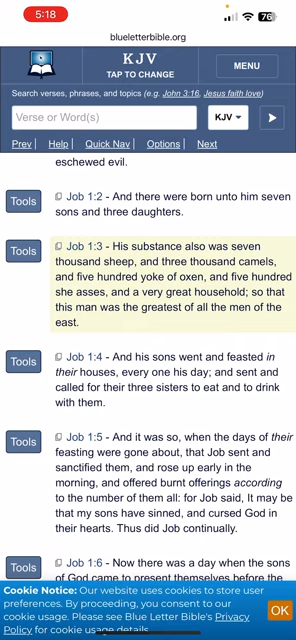 5:18
76
blueletterbible.org
KJV
TAP TO CHANGE
MENU
Search verses, phrases, and topics (e.g. John 3:16, Jesus faith love)
Verse or Word(s)
KJV
Prev | Help | Quick Nav | Options | Next
eschewed evil.
Tools
Job 1:2 - And there were born unto him seven
sons and three daughters.
Tools
Job 1:3 - His substance also was seven
thousand sheep, and three thousand camels,
and five hundred yoke of oxen, and five hundred
she asses, and a very great household; so that
this man was the greatest of all the men of the
east.
Tools
Job 1:4 - And his sons went and feasted in
their houses, every one his day; and sent and
called for their three sisters to eat and to drink
with them.
Tools
Job 1:5 - And it was so, when the days of their
feasting were gone about, that Job sent and
sanctified them, and rose up early in the
morning, and offered burnt offerings according
to the number of them all: for Job said, It may be
that my sons have sinned, and cursed God in
their hearts. Thus did Job continually.
Tools
Job 1:6 - Now there was a day when the sons
of God came to present themselves before the
Cookie Notice: Our website uses cookies to store user
preferences. By proceeding, you consent to our
cookie usage. Please see Blue Letter Bible's Privacy
Policy for cookie usage details.
OK